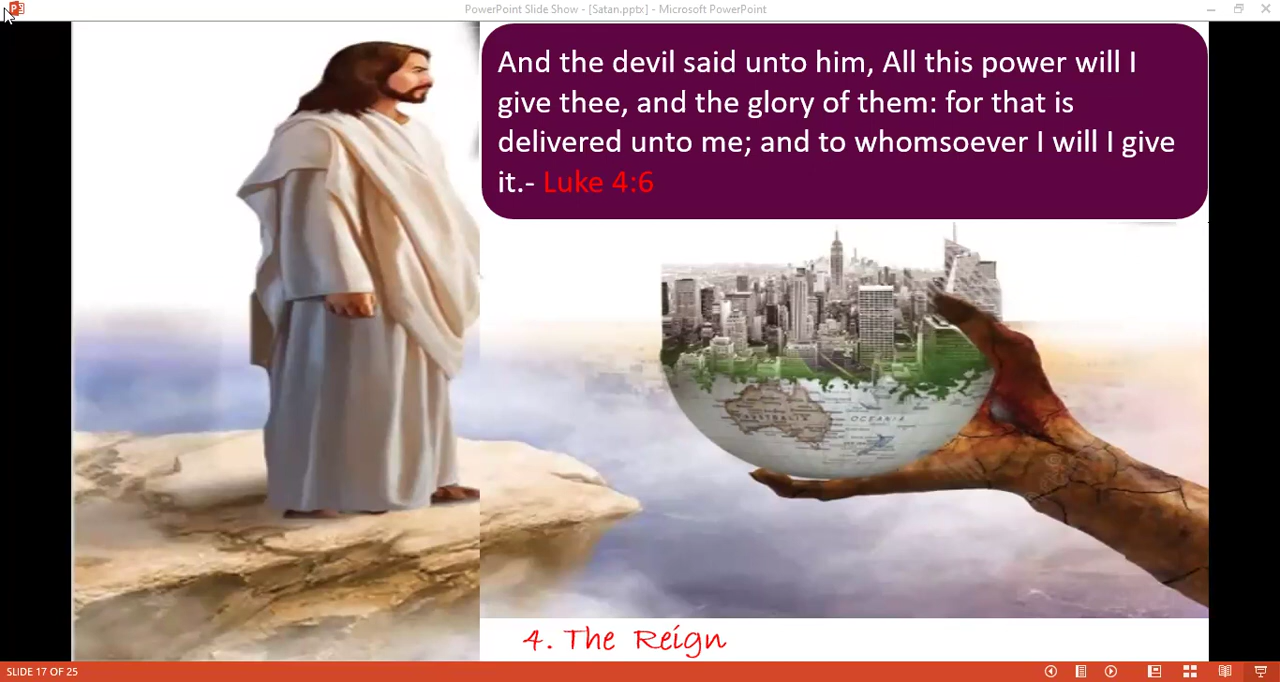 PowerPoint Slide Show - [Satan.pptx] - Microsoft PowerPoint
And the devil said unto him, All this power will I
give thee, and the glory of them: for that is
delivered unto me; and to whomsoever I will I give
it.- Luke 4:6
AUSTRALIA
OCEANIA
4. The Reign
SLIDE 17 OF 25